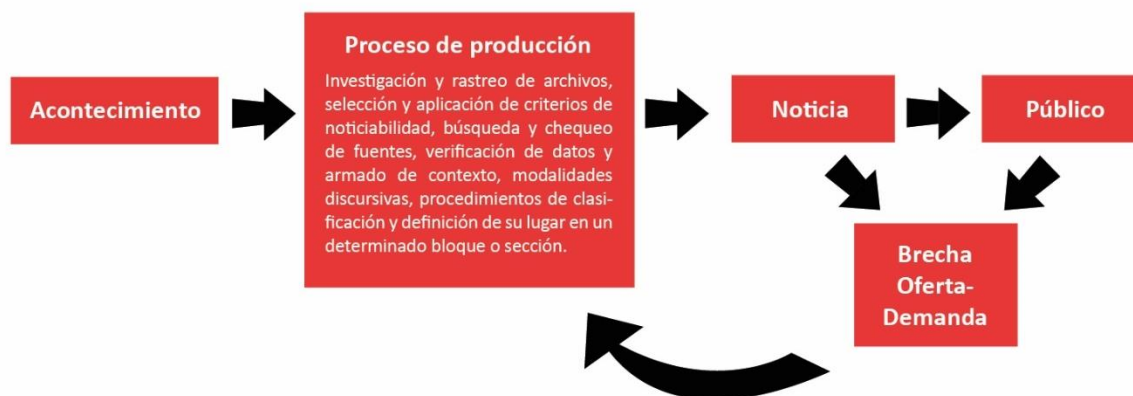 Acontecimiento
Proceso de producción
Investigación y rastreo de archivos,
selección y aplicación de criterios de
noticiabilidad, búsqueda y chequeo
de fuentes, verificación de datos y
armado de contexto, modalidades
discursivas, procedimientos de clasi-
ficación y definición de su lugar en un
determinado bloque o sección.
Noticia
Público
Brecha
Oferta-
Demanda